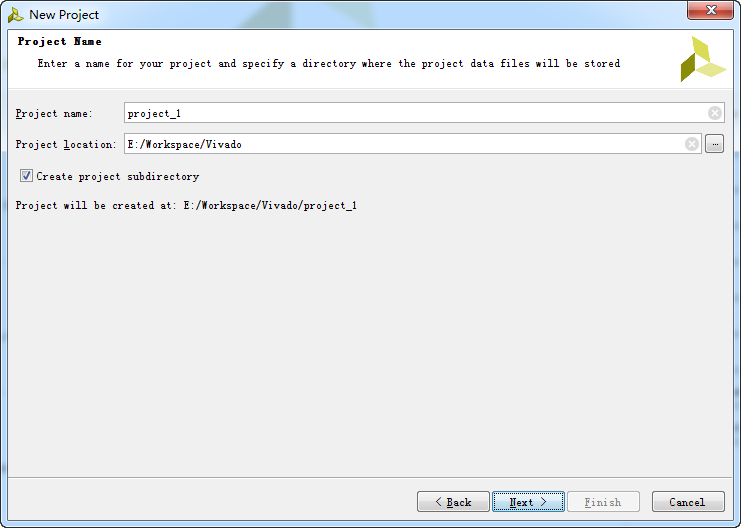 New Project
Project Name
Enter a name for your project and specify a directory where the project data files will be stored
Project name: project_1
Project location: E:/Workspace/Vivado ...
Create project subdirectory
Project will be created at: E:/Workspace/Vivado/project_1
< Back Next > Finish Cancel